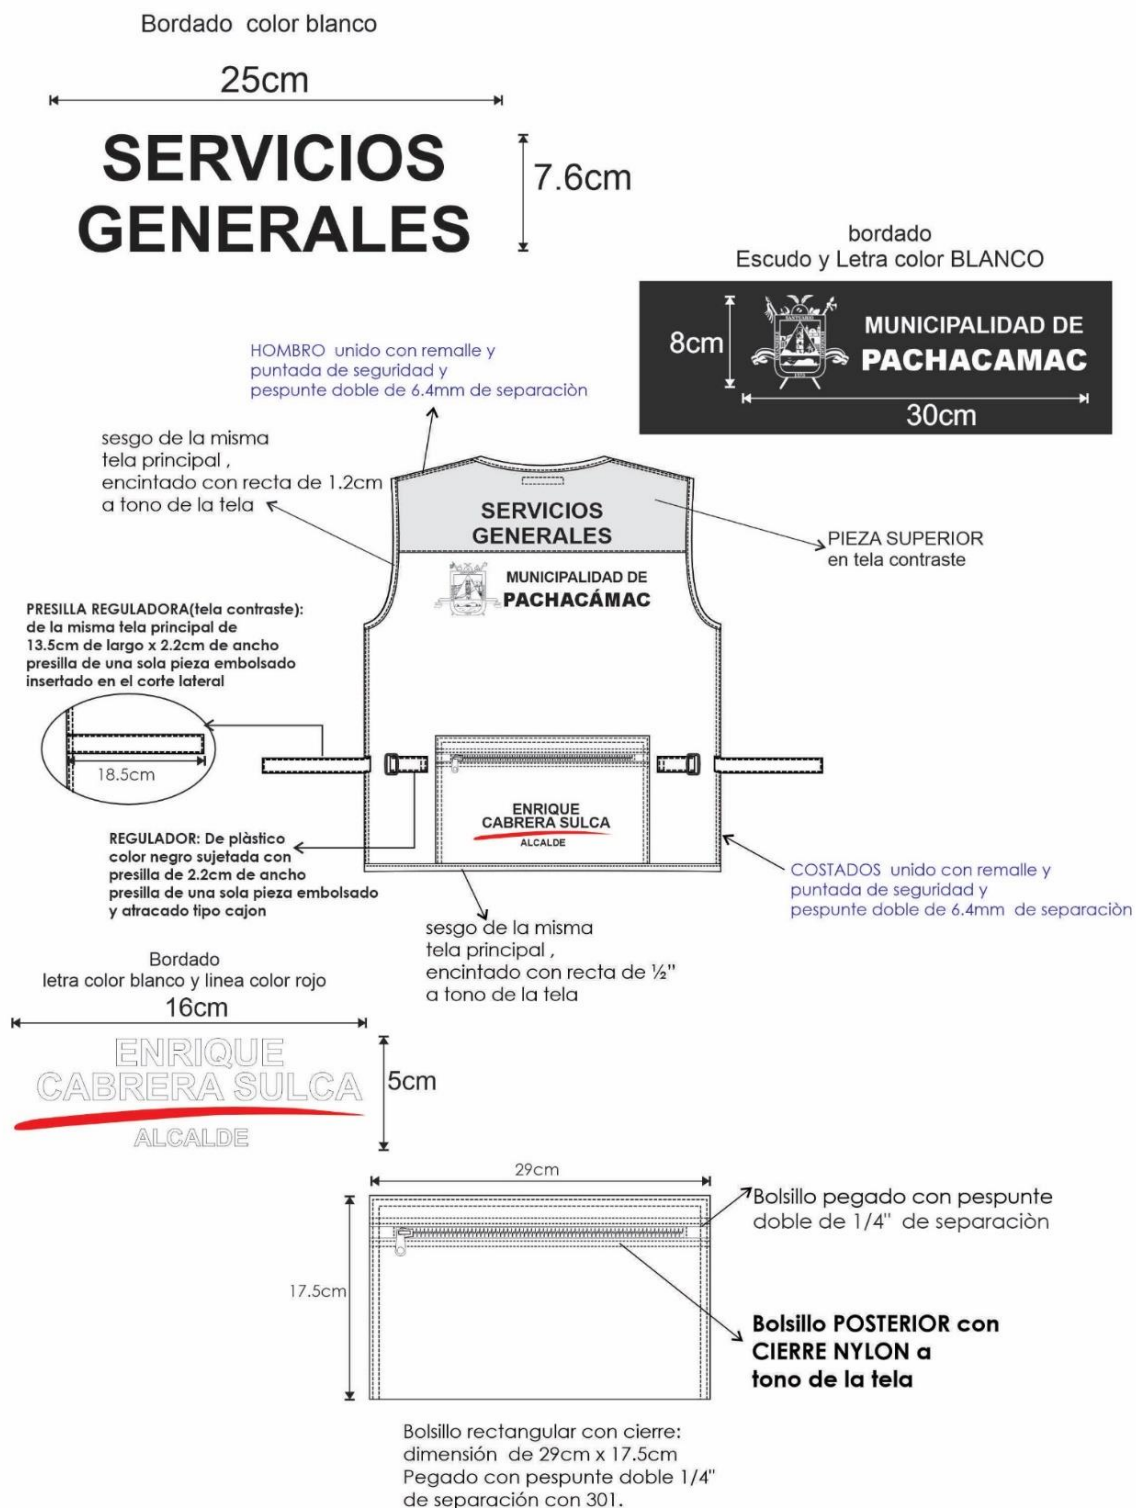 Bordado color blanco
25cm
SERVICIOS
GENERALES
7.6cm
bordado
Escudo y Letra color BLANCO
8cm
MUNICIPALIDAD DE
PACHACAMAC
30cm
HOMBRO unido con remalle y
puntada de seguridad y
pespunte doble de 6.4mm de separaciòn
sesgo de la misma
tela principal ,
encintado con recta de 1.2cm
a tono de la tela
SERVICIOS
GENERALES
PIEZA SUPERIOR
en tela contraste
MUNICIPALIDAD DE
PACHACÁMAC
PRESILLA REGULADORA(tela contraste):
de la misma tela principal de
13.5cm de largo x 2.2cm de ancho
presilla de una sola pieza embolsado
insertado en el corte lateral
18.5cm
ENRIQUE
CABRERA SULCA
ALCALDE
REGULADOR: De plàstico
color negro sujetada con
presilla de 2.2cm de ancho
presilla de una sola pieza embolsado
y atracado tipo cajon
COSTADOS unido con remalle y
puntada de seguridad y
pespunte doble de 6.4mm de separaciòn
sesgo de la misma
tela principal ,
encintado con recta de ½"
a tono de la tela
Bordado
letra color blanco y linea color rojo
16cm
ENRIQUE
CABRERA SULCA
ALCALDE
5cm
29cm
17.5cm
Bolsillo pegado con pespunte
doble de 1/4" de separaciòn
Bolsillo POSTERIOR con
CIERRE NYLON a
tono de la tela
Bolsillo rectangular con cierre:
dimensión de 29cm x 17.5cm
Pegado con pespunte doble 1/4"
de separación con 301.